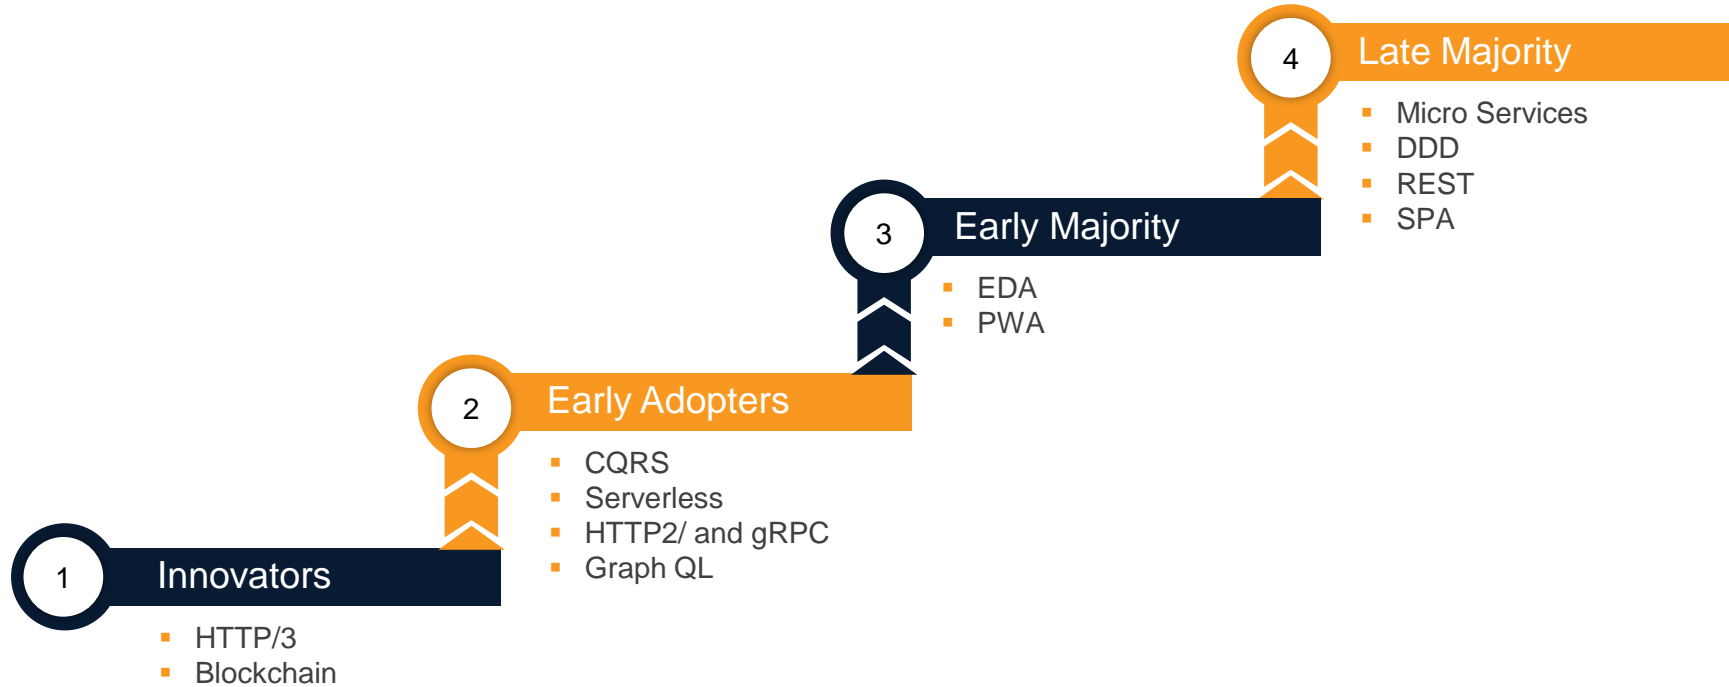 1
Innovators
HTTP/3
Blockchain
2
Early Adopters
CQRS
Serverless
HTTP2/ and gRPC
Graph QL
3
Early Majority
EDA
PWA
4
Late Majority
Micro Services
DDD
REST
SPA